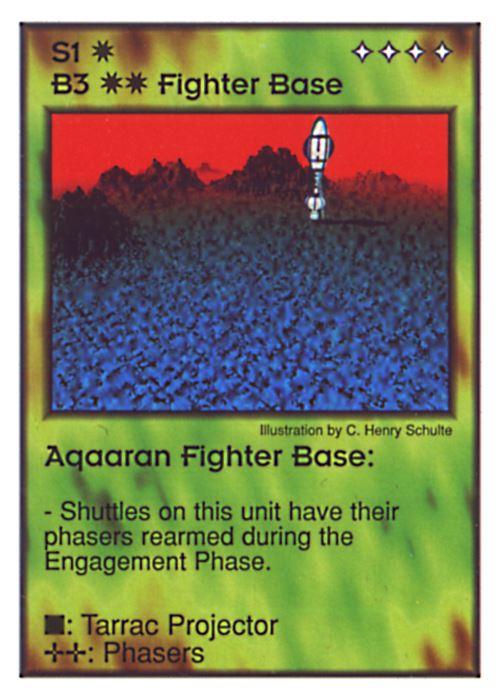 S1 ✷ ✧ ✧ ✧ ✧
B3 ✷✷ Fighter Base
Illustration by C. Henry Schulte
Aqaaran Fighter Base:
- Shuttles on this unit have their
phasers rearmed during the
Engagement Phase.
■: Tarrac Projector
✢✢: Phasers